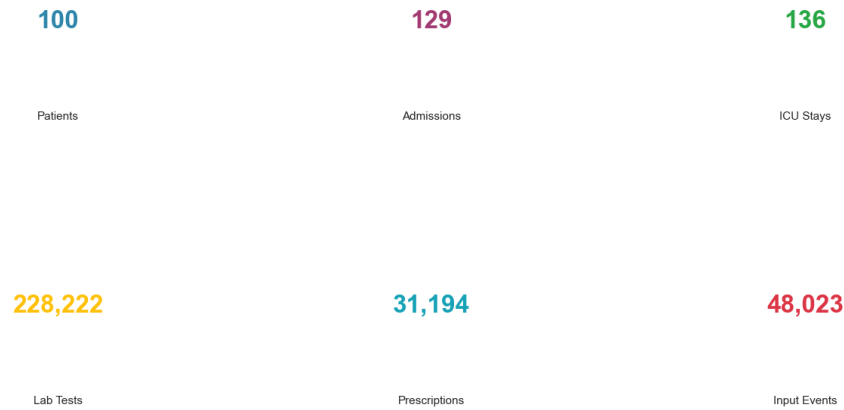 100
129
136
Patients
Admissions
ICU Stays
228,222
31,194
48,023
Lab Tests
Prescriptions
Input Events